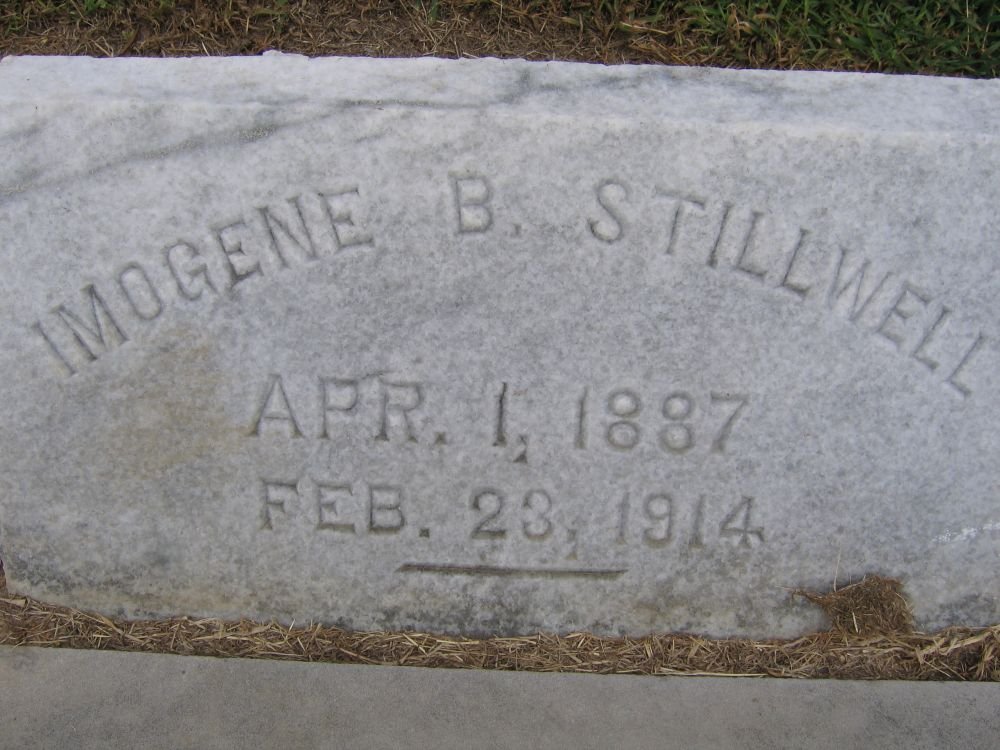 IMOGENE B. STILLWELL
APR. 1, 1887
FEB. 23, 1914